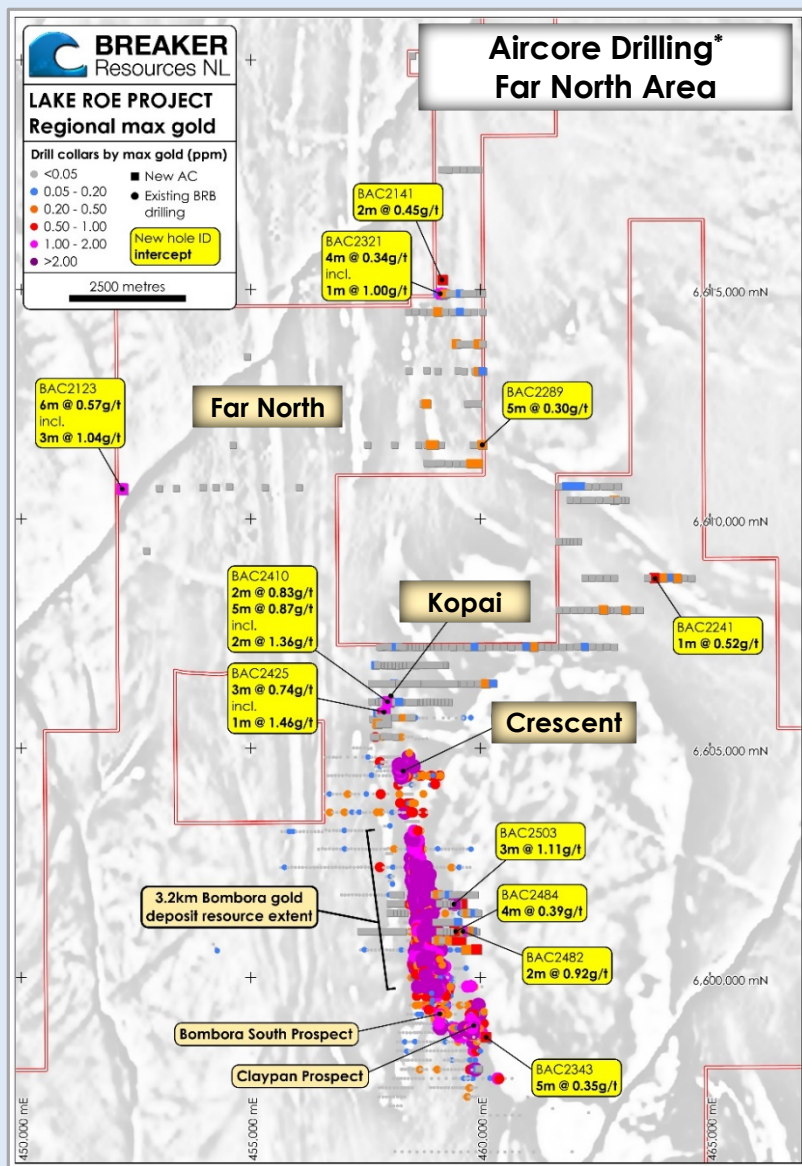 BREAKER
Resources NL
LAKE ROE PROJECT
Regional max gold
Drill collars by max gold (ppm)
<0.05
0.05 - 0.20
0.20 - 0.50
0.50 - 1.00
1.00 - 2.00
>2.00
New AC
Existing BRB
drilling
New hole ID
intercept
2500 metres
Aircore Drilling*
Far North Area
BAC2141
2m @ 0.45g/t
BAC2321
4m @ 0.34g/t
incl.
1m @ 1.00g/t
6,615,000 mN
BAC2123
6m @ 0.57g/t
incl.
3m @ 1.04g/t
Far North
BAC2289
5m @ 0.30g/t
6,610,000 mN
BAC2410
2m @ 0.83g/t
5m @ 0.87g/t
incl.
2m @ 1.36g/t
Kopai
BAC2241
1m @ 0.52g/t
BAC2425
3m @ 0.74g/t
incl.
1m @ 1.46g/t
Crescent
6,605,000 mN
BAC2503
3m @ 1.11g/t
3.2km Bombora gold
deposit resource extent
BAC2484
4m @ 0.39g/t
BAC2482
2m @ 0.92g/t
6,600,000 mN
Bombora South Prospect
Claypan Prospect
BAC2343
5m @ 0.35g/t
450,000 mE
455,000 mE
460,000 mE
465,000 mE